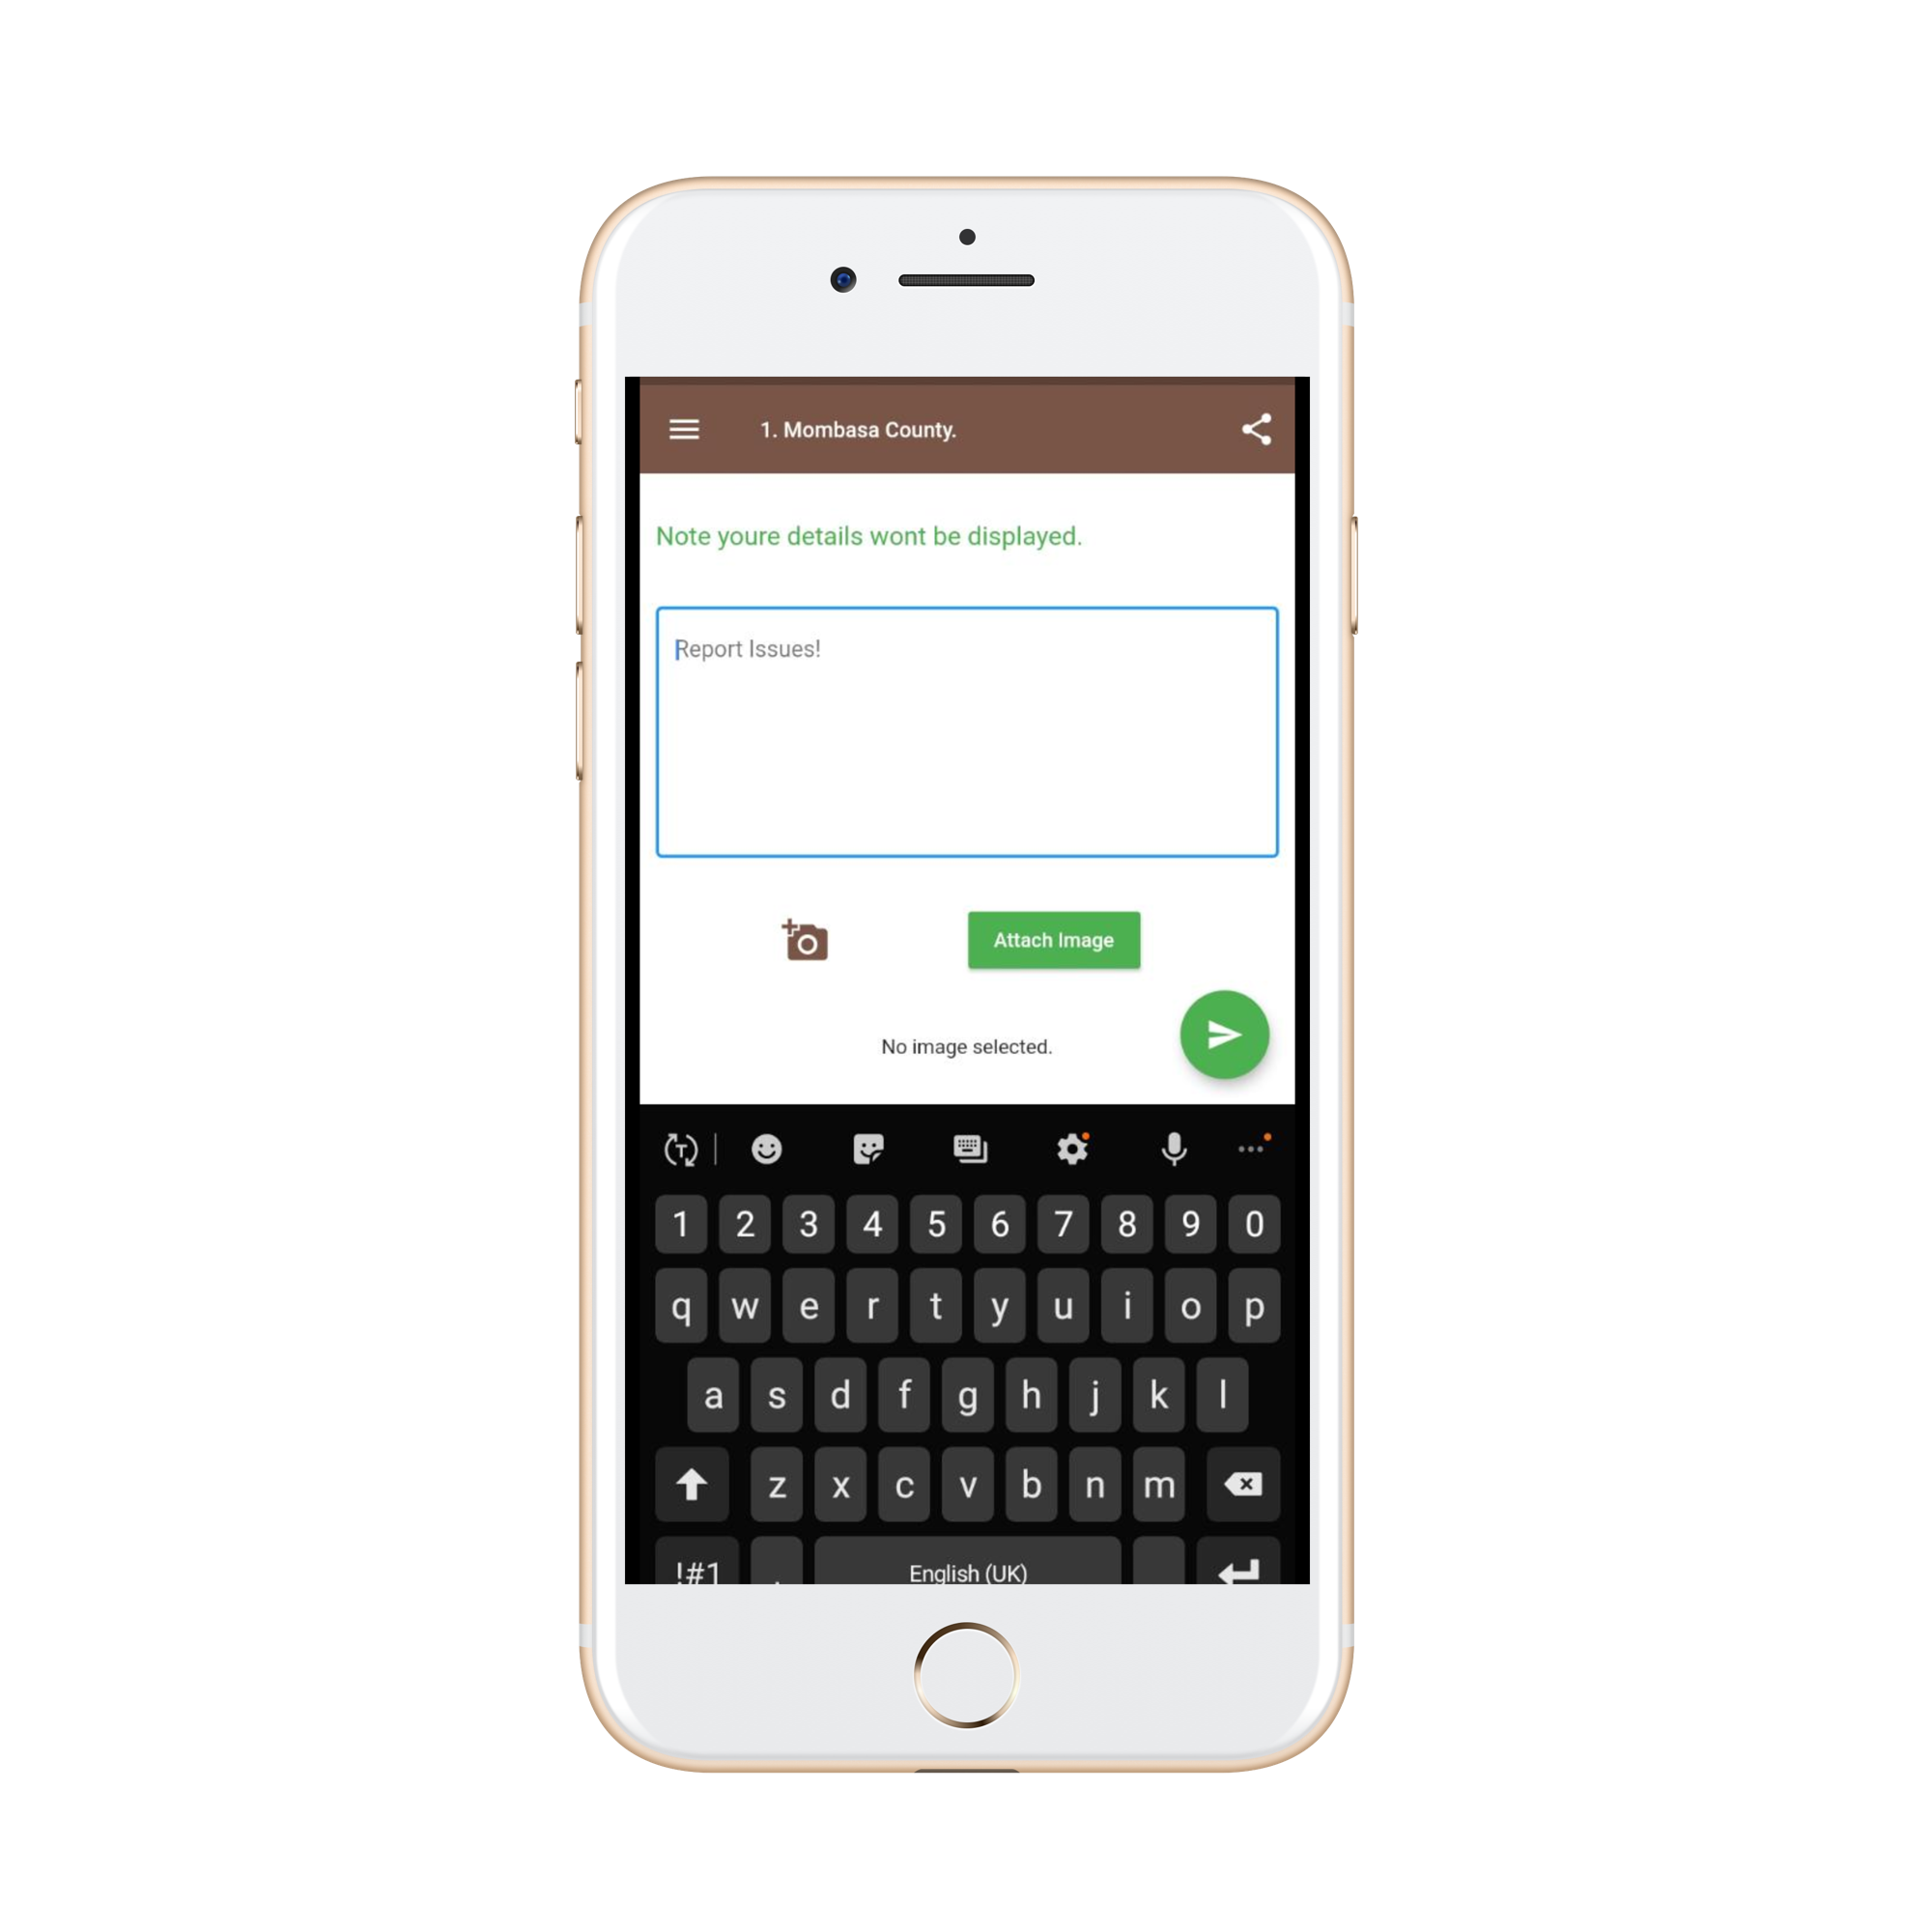 1. Mombasa County.
Note youre details wont be displayed.
Report Issues!
Attach Image
No image selected.
T
1 2 3 4 5 6 7 8 9 0
q w e r t y u i o p
a s d f g h j k l
z x c v b n m
!#1 English (UK)